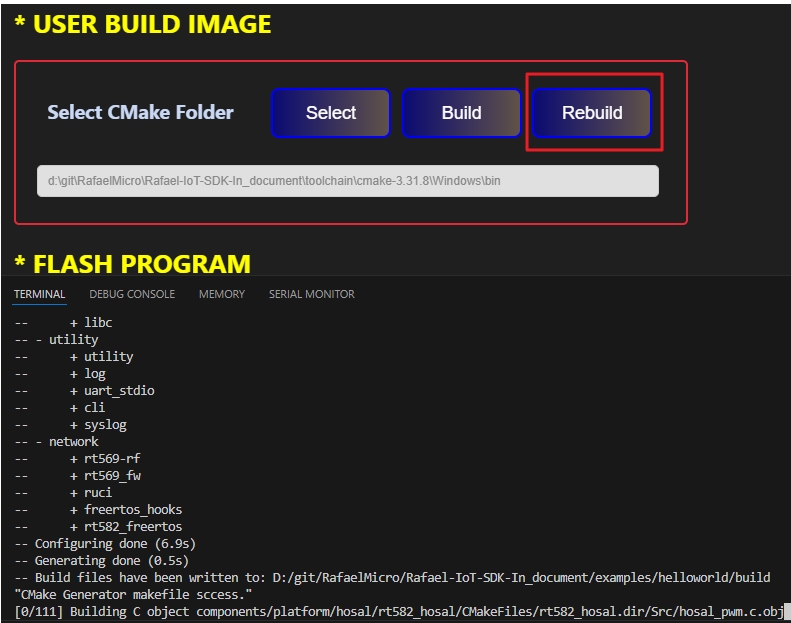 * USER BUILD IMAGE
Select CMake Folder Select Build Rebuild
d:\git\RafaelMicro\Rafael-IoT-SDK-In_document\toolchain\cmake-3.31.8\Windows\bin
* FLASH PROGRAM
TERMINAL DEBUG CONSOLE MEMORY SERIAL MONITOR
-- + libc
-- - utility
-- + utility
-- + log
-- + uart_stdio
-- + cli
-- + syslog
-- - network
-- + rt569-rf
-- + rt569_fw
-- + ruci
-- + freertos_hooks
-- + rt582_freertos
-- Configuring done (6.9s)
-- Generating done (0.5s)
-- Build files have been written to: D:/git/RafaelMicro/Rafael-IoT-SDK-In_document/examples/helloworld/build
"CMake Generator makefile sccess."
[0/111] Building C object components/platform/hosal/rt582_hosal/CMakeFiles/rt582_hosal.dir/Src/hosal_pwm.c.obj